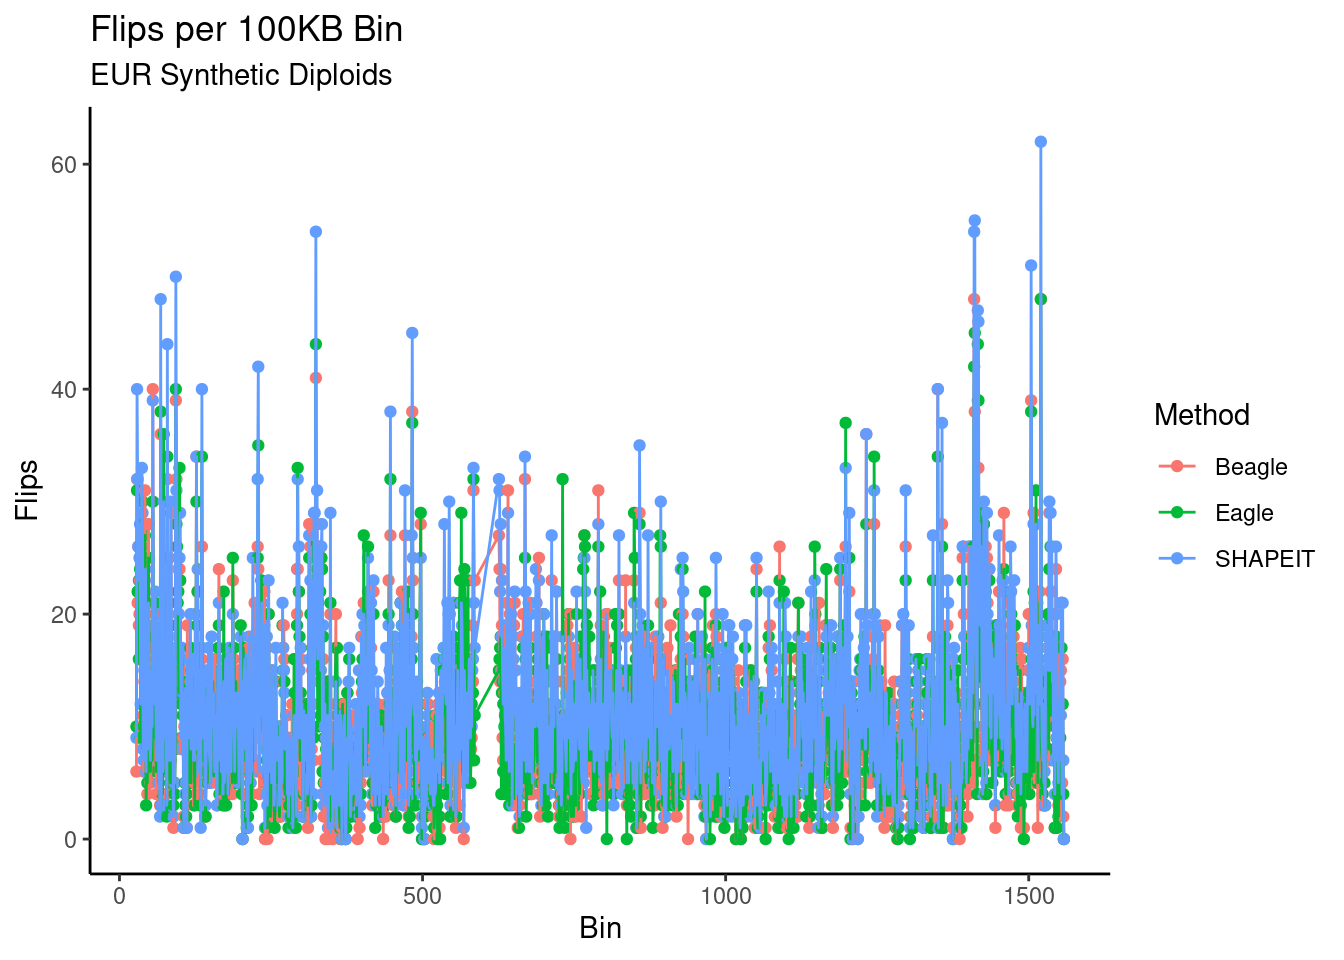 Flips per 100KB Bin
EUR Synthetic Diploids
60
40
20
0
Flips
0 500 1000 1500
Bin
Method
Beagle
Eagle
SHAPEIT